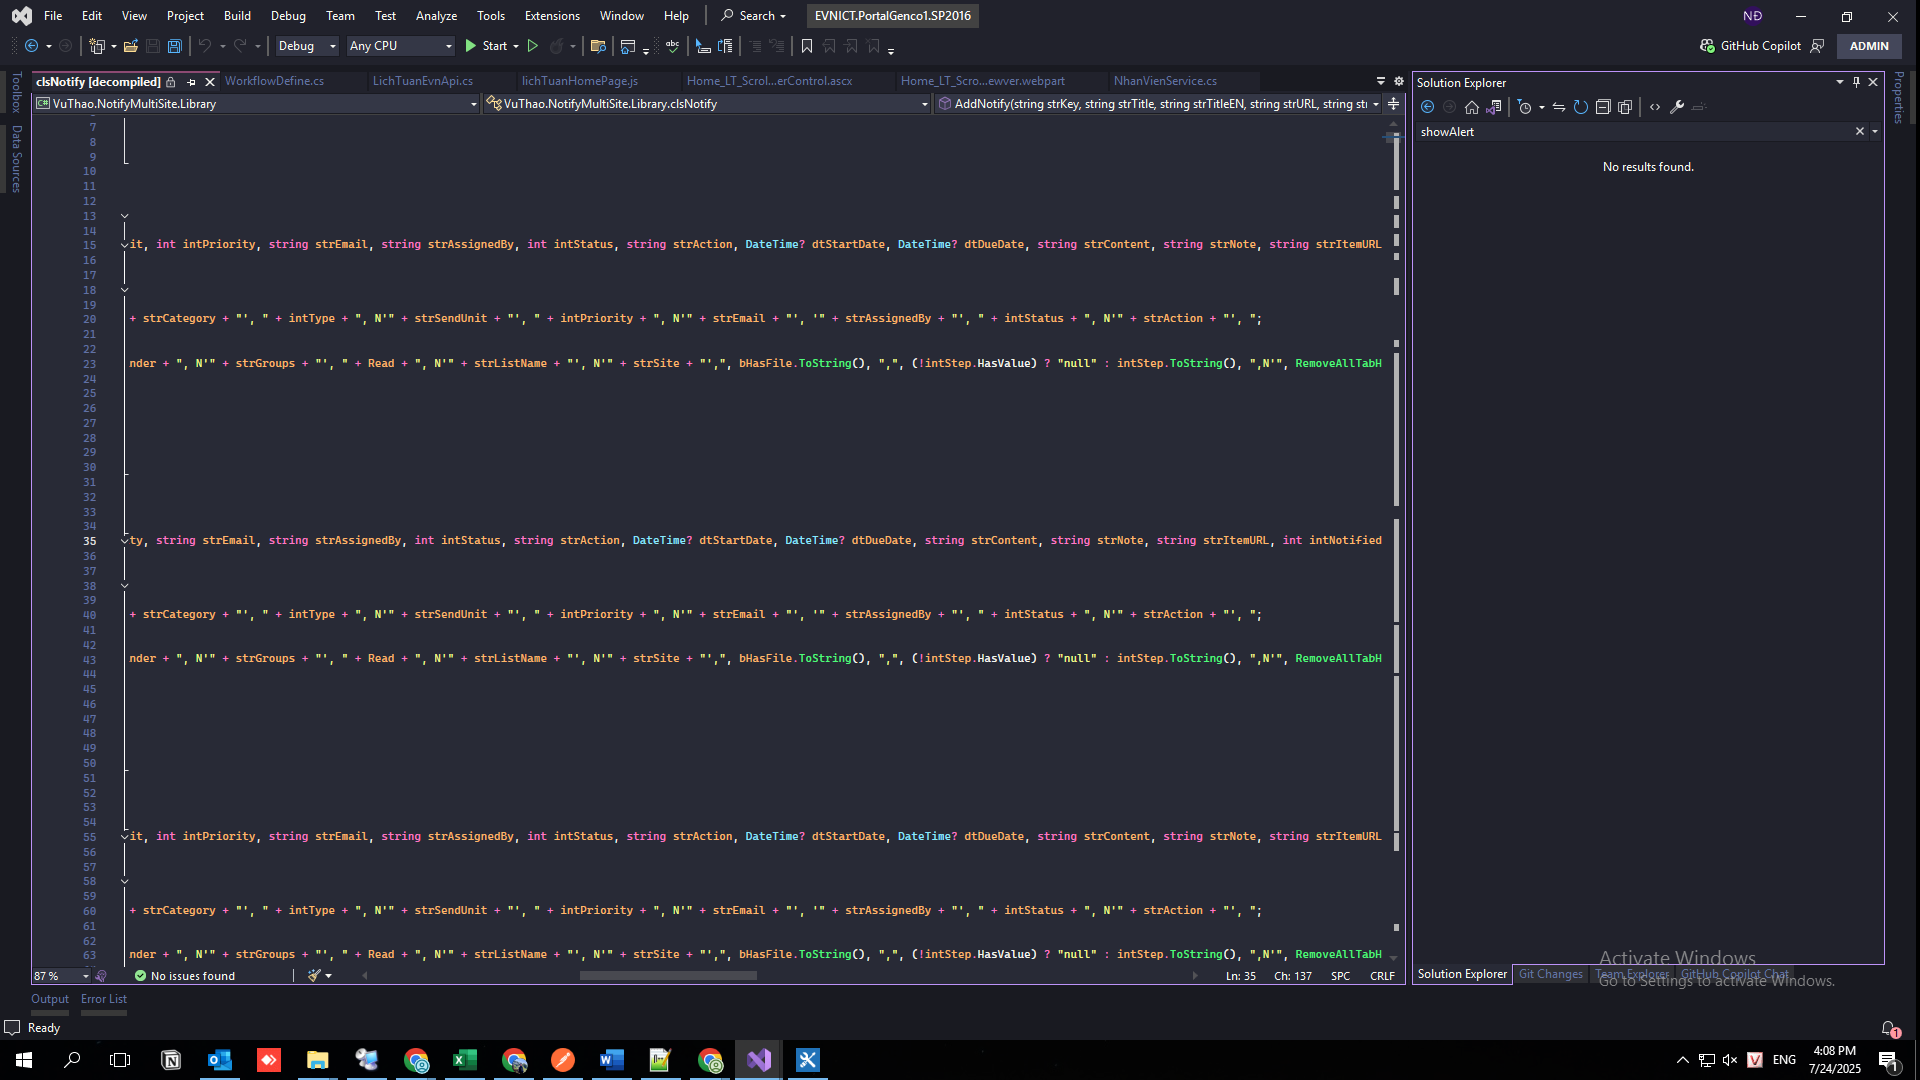 File Edit View Project Build Debug Team Test Analyze Tools Extensions Window Help Search EVNICT.PortalGenco1.SP2016 NĐ
Debug Any CPU Start GitHub Copilot ADMIN
Toolbox
Data Sources
clsNotify [decompiled] WorkflowDefine.cs LichTuanEvnApi.cs lichTuanHomePage.js Home_LT_Scrol...erControl.ascx Home_LT_Scro...ewver.webpart NhanVienService.cs
VuThao.NotifyMultiSite.Library VuThao.NotifyMultiSite.Library.clsNotify AddNotify(string strKey, string strTitle, string strTitleEN, string strURL, string str
7
8
9
10
11
12
13
14
15 it, int intPriority, string strEmail, string strAssignedBy, int intStatus, string strAction, DateTime? dtStartDate, DateTime? dtDueDate, string strContent, string strNote, string strItemURL
16
17
18
19
20 + strCategory + "', " + intType + ", N'" + strSendUnit + "', " + intPriority + ", N'" + strEmail + "', '" + strAssignedBy + "', " + intStatus + ", N'" + strAction + "', ";
21
22
23 nder + ", N'" + strGroups + "', " + Read + ", N'" + strListName + "', N'" + strSite + "',", bHasFile.ToString(), ",", (!intStep.HasValue) ? "null" : intStep.ToString(), ",N'", RemoveAllTabH
24
25
26
27
28
29
30
31
32
33
34
35 ty, string strEmail, string strAssignedBy, int intStatus, string strAction, DateTime? dtStartDate, DateTime? dtDueDate, string strContent, string strNote, string strItemURL, int intNotified
36
37
38
39
40 + strCategory + "', " + intType + ", N'" + strSendUnit + "', " + intPriority + ", N'" + strEmail + "', '" + strAssignedBy + "', " + intStatus + ", N'" + strAction + "', ";
41
42
43 nder + ", N'" + strGroups + "', " + Read + ", N'" + strListName + "', N'" + strSite + "',", bHasFile.ToString(), ",", (!intStep.HasValue) ? "null" : intStep.ToString(), ",N'", RemoveAllTabH
44
45
46
47
48
49
50
51
52
53
54
55 it, int intPriority, string strEmail, string strAssignedBy, int intStatus, string strAction, DateTime? dtStartDate, DateTime? dtDueDate, string strContent, string strNote, string strItemURL
56
57
58
59
60 + strCategory + "', " + intType + ", N'" + strSendUnit + "', " + intPriority + ", N'" + strEmail + "', '" + strAssignedBy + "', " + intStatus + ", N'" + strAction + "', ";
61
62
63 nder + ", N'" + strGroups + "', " + Read + ", N'" + strListName + "', N'" + strSite + "',", bHasFile.ToString(), ",", (!intStep.HasValue) ? "null" : intStep.ToString(), ",N'", RemoveAllTabH
87 % No issues found Ln: 35 Ch: 137 SPC CRLF
Solution Explorer
showAlert
No results found.
Properties
Solution Explorer Git Changes Team Explorer GitHub Copilot Chat
Activate Windows
Go to Settings to activate Windows.
Output Error List
Ready
1
V ENG 4:08 PM
7/24/2025
1